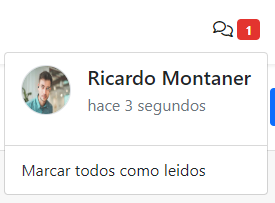 1
Ricardo Montaner
hace 3 segundos
Marcar todos como leidos